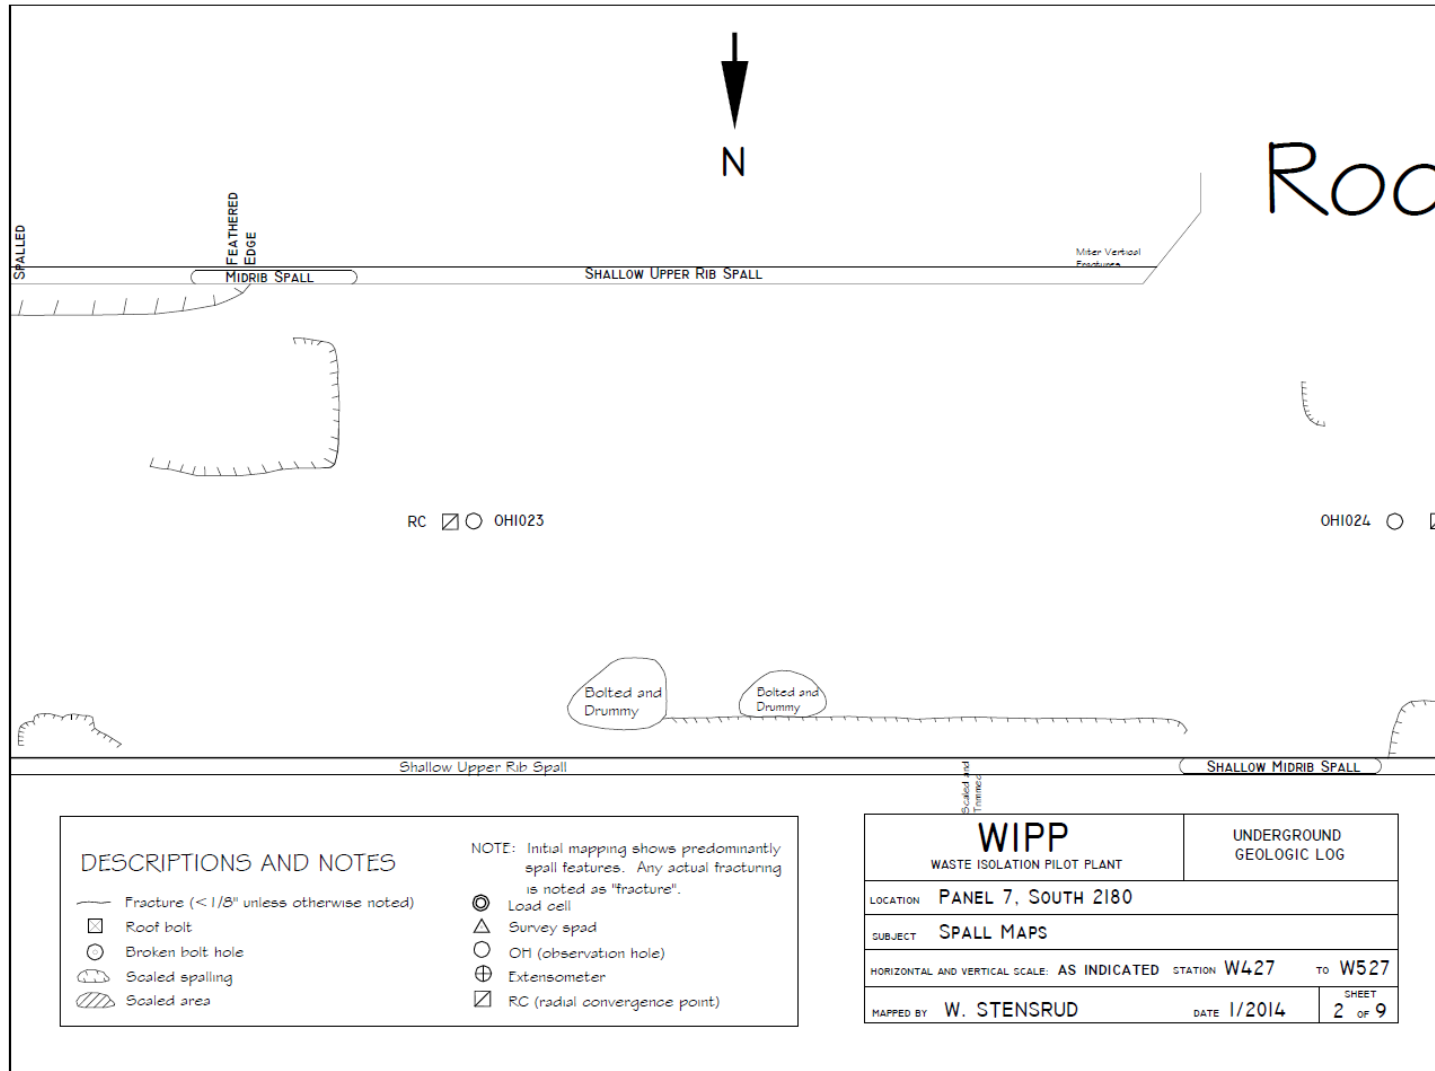 N
Roo
SPALLED
FEATHERED
EDGE
MIDRIB SPALL
SHALLOW UPPER RIB SPALL
Miter Vertical
Fractures
RC
OH1023
OH1024
Bolted and
Drummy
Bolted and
Drummy
Shallow Upper Rib Spall
Scaled and
Trimmed
SHALLOW MIDRIB SPALL
DESCRIPTIONS AND NOTES
Fracture (< 1/8" unless otherwise noted)
Roof bolt
Broken bolt hole
Scaled spalling
Scaled area
NOTE: Initial mapping shows predominantly
spall features. Any actual fracturing
is noted as "fracture".
Load cell
Survey spad
OH (observation hole)
Extensometer
RC (radial convergence point)
WIPP
WASTE ISOLATION PILOT PLANT
UNDERGROUND
GEOLOGIC LOG
LOCATION PANEL 7, SOUTH 2180
SUBJECT SPALL MAPS
HORIZONTAL AND VERTICAL SCALE: AS INDICATED STATION W427 TO W527
MAPPED BY W. STENSRUD DATE 1/2014
SHEET
2 OF 9